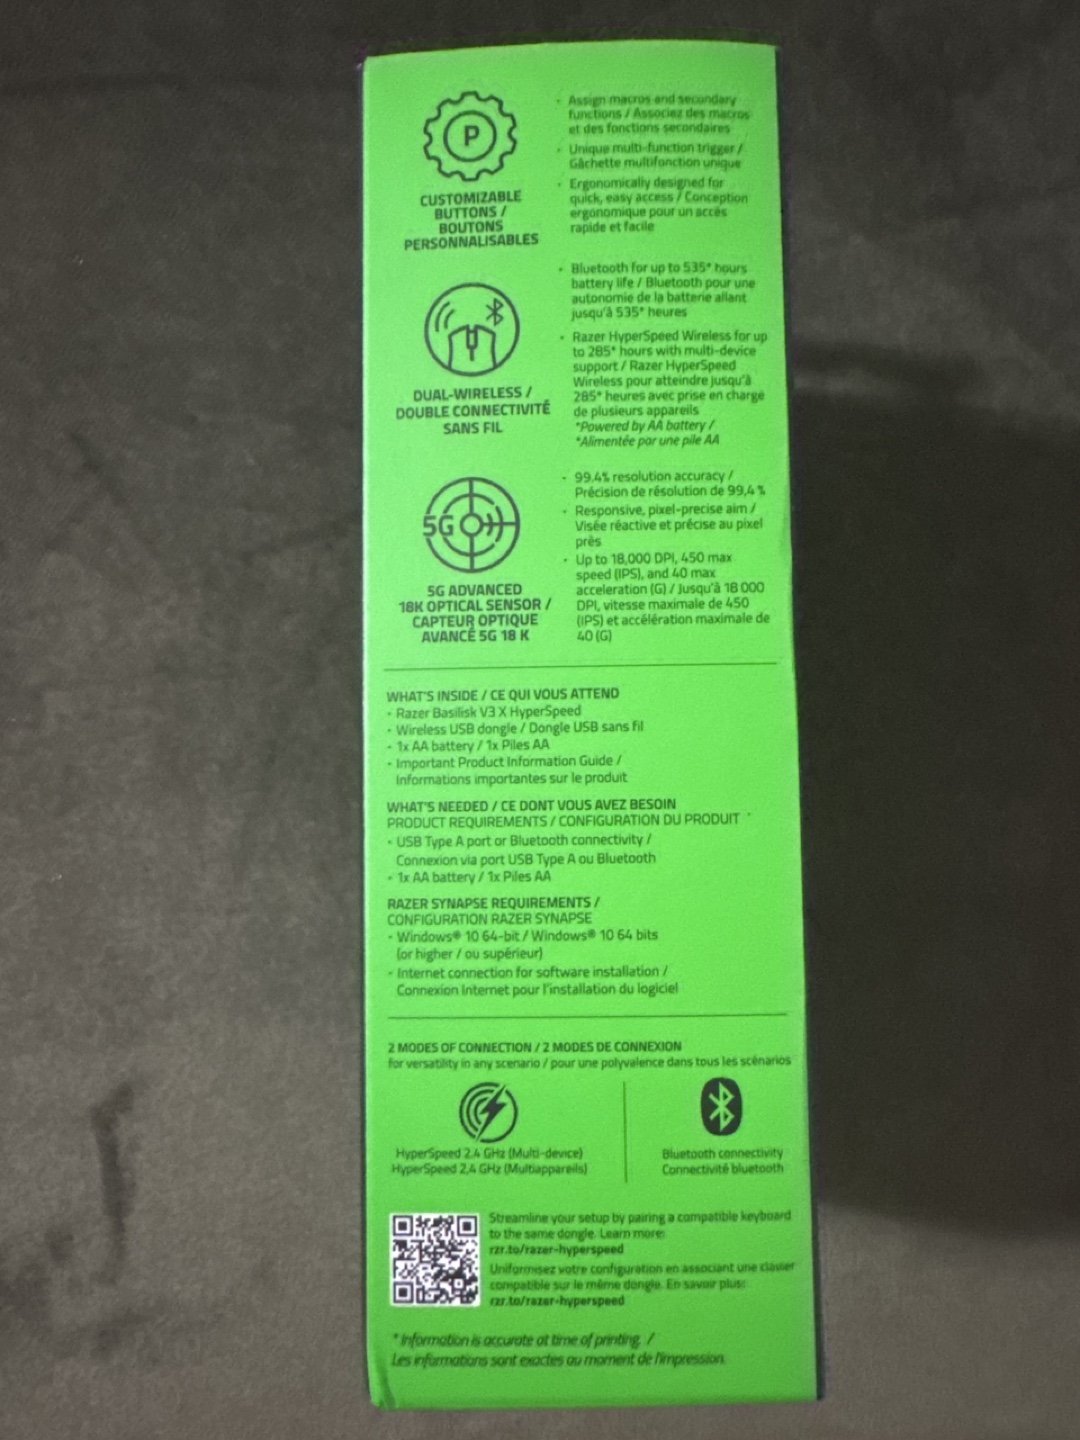 P
CUSTOMIZABLE
BUTTONS /
BOUTONS
PERSONNALISABLES
• Assign macros and secondary
functions / Associez des macros
et des fonctions secondaires
• Unique multi-function trigger /
Gâchette multifonction unique
• Ergonomically designed for
quick, easy access / Conception
ergonomique pour un accès
rapide et facile
DUAL-WIRELESS /
DOUBLE CONNECTIVITÉ
SANS FIL
• Bluetooth for up to 535* hours
battery life / Bluetooth pour une
autonomie de la batterie allant
jusqu'à 535* heures
• Razer HyperSpeed Wireless for up
to 285* hours with multi-device
support / Razer HyperSpeed
Wireless pour atteindre jusqu'à
285* heures avec prise en charge
de plusieurs appareils
*Powered by AA battery /
*Alimentée par une pile AA
5G
5G ADVANCED
18K OPTICAL SENSOR /
CAPTEUR OPTIQUE
AVANCÉ 5G 18 K
• 99.4% resolution accuracy /
Précision de résolution de 99,4 %
• Responsive, pixel-precise aim /
Visée réactive et précise au pixel
près
• Up to 18,000 DPI, 450 max
speed (IPS), and 40 max
acceleration (G) / Jusqu'à 18 000
DPI, vitesse maximale de 450
(IPS) et accélération maximale de
40 (G)
WHAT'S INSIDE / CE QUI VOUS ATTEND
• Razer Basilisk V3 X HyperSpeed
• Wireless USB dongle / Dongle USB sans fil
• 1x AA battery / 1x Piles AA
• Important Product Information Guide /
Informations importantes sur le produit
WHAT'S NEEDED / CE DONT VOUS AVEZ BESOIN
PRODUCT REQUIREMENTS / CONFIGURATION DU PRODUIT
• USB Type A port or Bluetooth connectivity /
Connexion via port USB Type A ou Bluetooth
• 1x AA battery / 1x Piles AA
RAZER SYNAPSE REQUIREMENTS /
CONFIGURATION RAZER SYNAPSE
• Windows® 10 64-bit / Windows® 10 64 bits
(or higher / ou supérieur)
• Internet connection for software installation /
Connexion Internet pour l'installation du logiciel
2 MODES OF CONNECTION / 2 MODES DE CONNEXION
for versatility in any scenario / pour une polyvalence dans tous les scénarios
HyperSpeed 2.4 GHz (Multi-device)
HyperSpeed 2,4 GHz (Multiappareils)
Bluetooth connectivity
Connectivité bluetooth
Streamline your setup by pairing a compatible keyboard
to the same dongle. Learn more:
rzr.to/razer-hyperspeed
Uniformisez votre configuration en associant une clavier
compatible sur le même dongle. En savoir plus:
rzr.to/razer-hyperspeed
* Information is accurate at time of printing. /
Les informations sont exactes au moment de l'impression.